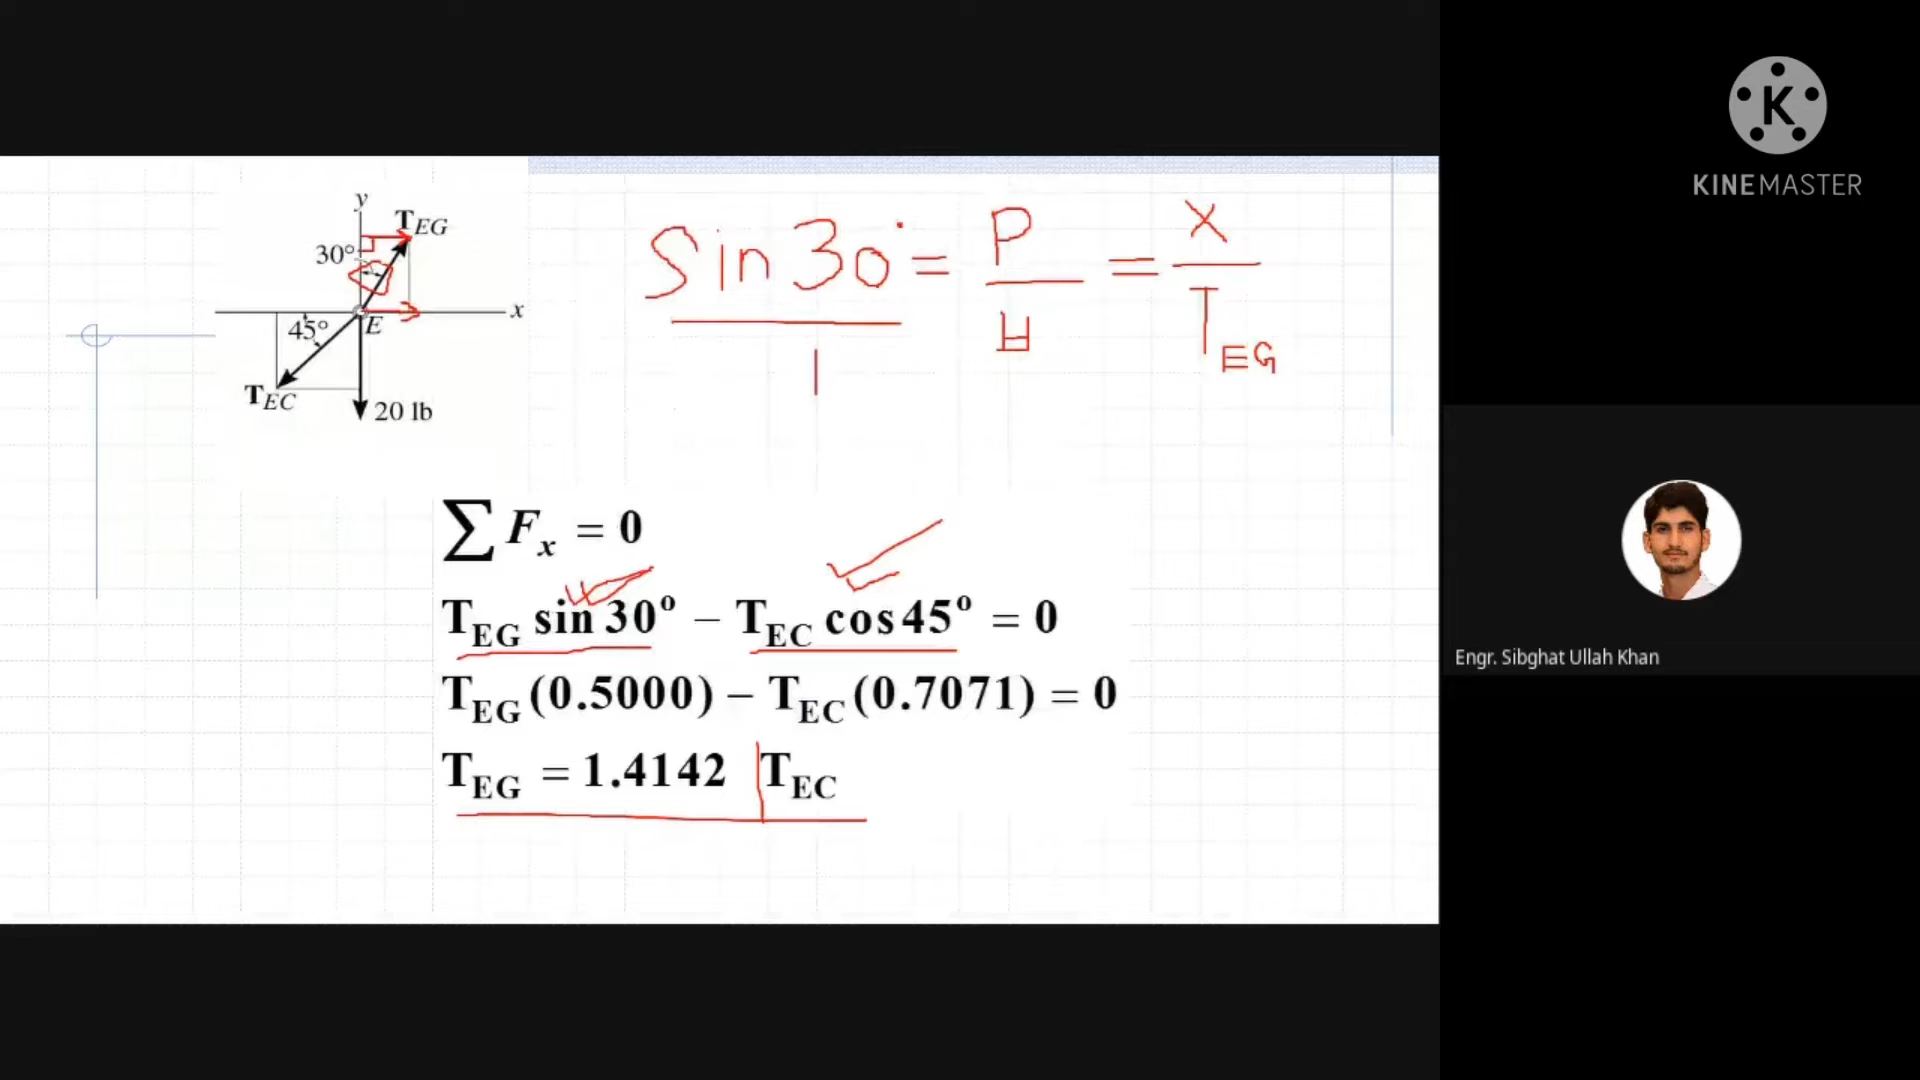 y
T_EG
30°
x
45°
E
T_EC
20 lb
Sin 30° = P/H = x/T_EG
1
∑ F_x = 0
T_EG sin 30° – T_EC cos 45° = 0
T_EG (0.5000) – T_EC (0.7071) = 0
T_EG = 1.4142 T_EC
K
KINEMASTER
Engr. Sibghat Ullah Khan